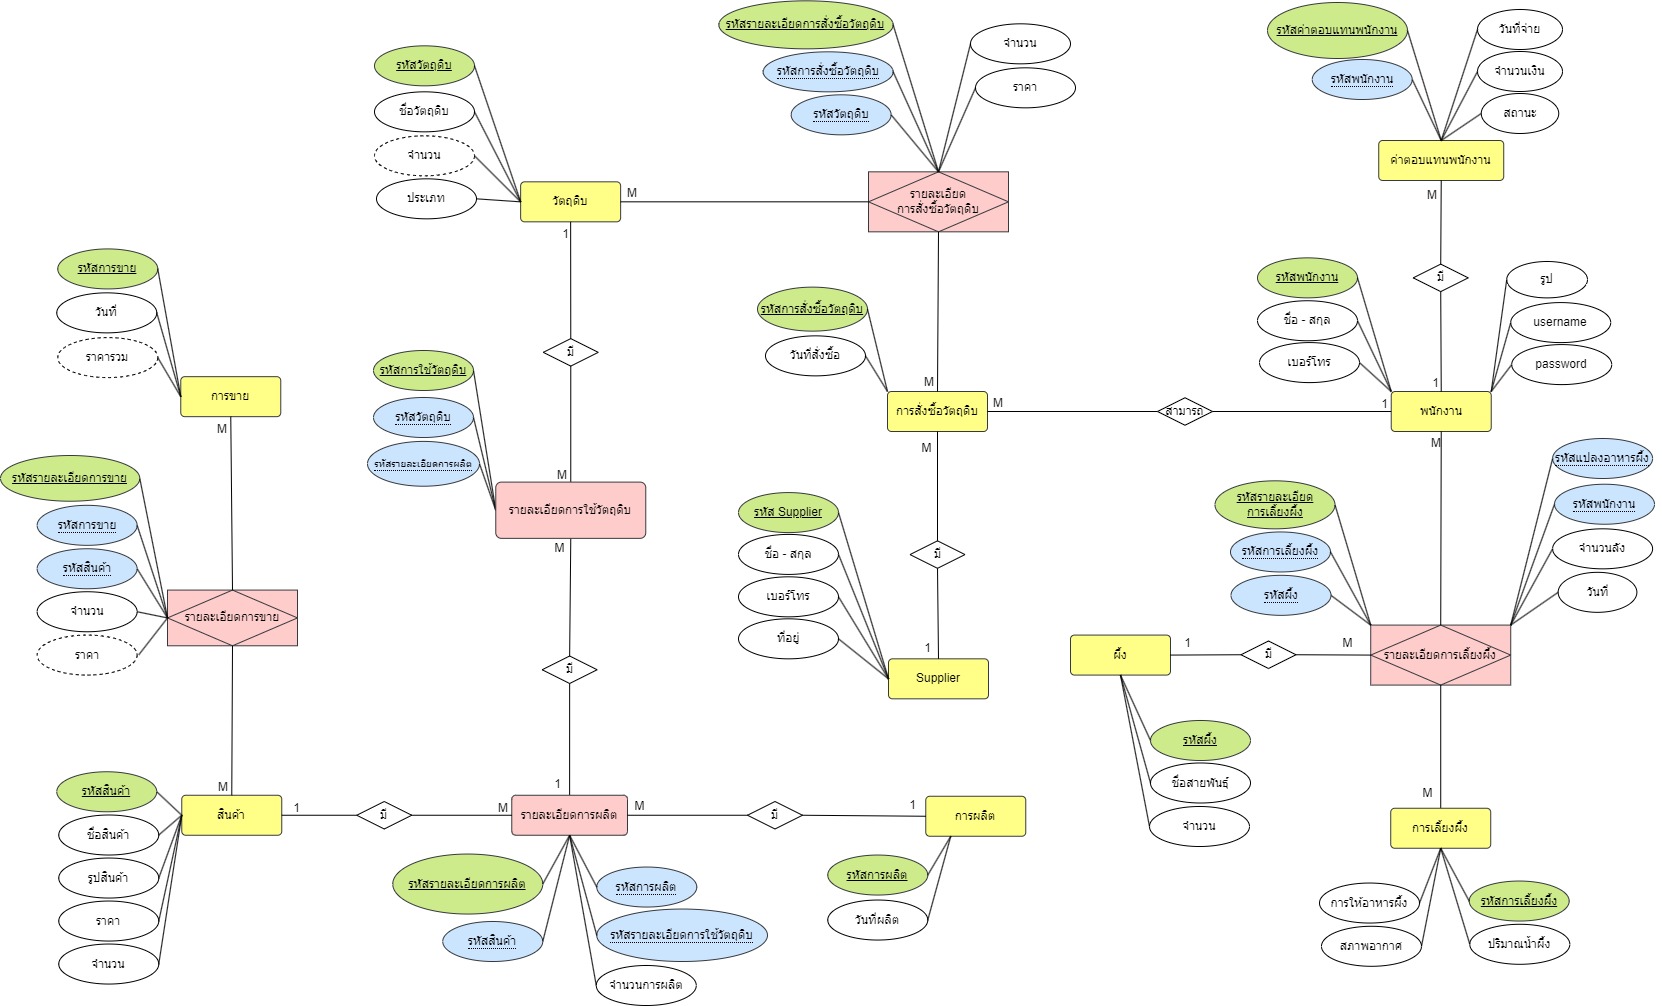 รหัสรายละเอียดการสั่งซื้อวัตถุดิบ
รหัสการสั่งซื้อวัตถุดิบ
รหัสวัตถุดิบ
จำนวน
ราคา
รายละเอียด
การสั่งซื้อวัตถุดิบ
รหัสวัตถุดิบ
ชื่อวัตถุดิบ
จำนวน
ประเภท
วัตถุดิบ
M
1
รหัสค่าตอบแทนพนักงาน
รหัสพนักงาน
วันที่จ่าย
จำนวนเงิน
สถานะ
ค่าตอบแทนพนักงาน
M
มี
1
รหัสการขาย
วันที่
ราคารวม
การขาย
M
มี
รหัสการใช้วัตถุดิบ
รหัสวัตถุดิบ
รหัสรายละเอียดการผลิต
M
รายละเอียดการใช้วัตถุดิบ
M
มี
1
รหัสการสั่งซื้อวัตถุดิบ
วันที่สั่งซื้อ
M
การสั่งซื้อวัตถุดิบ
M
สามารถ
1
M
รหัสพนักงาน
ชื่อ - สกุล
เบอร์โทร
รูป
username
password
พนักงาน
M
รหัสรายละเอียดการขาย
รหัสการขาย
รหัสสินค้า
จำนวน
ราคา
รายละเอียดการขาย
M
รหัส Supplier
ชื่อ - สกุล
เบอร์โทร
ที่อยู่
มี
1
Supplier
รหัสรายละเอียด
การเลี้ยงผึ้ง
รหัสการเลี้ยงผึ้ง
รหัสผึ้ง
รหัสแปลงอาหารผึ้ง
รหัสพนักงาน
จำนวนลัง
วันที่
ผึ้ง
1
มี
M
รายละเอียดการเลี้ยงผึ้ง
M
รหัสผึ้ง
ชื่อสายพันธุ์
จำนวน
รหัสสินค้า
ชื่อสินค้า
รูปสินค้า
ราคา
จำนวน
สินค้า
1
มี
M
รายละเอียดการผลิต
M
มี
1
การผลิต
รหัสรายละเอียดการผลิต
รหัสสินค้า
รหัสการผลิต
รหัสรายละเอียดการใช้วัตถุดิบ
จำนวนการผลิต
รหัสการผลิต
วันที่ผลิต
การเลี้ยงผึ้ง
การให้อาหารผึ้ง
สภาพอากาศ
รหัสการเลี้ยงผึ้ง
ปริมาณน้ำผึ้ง